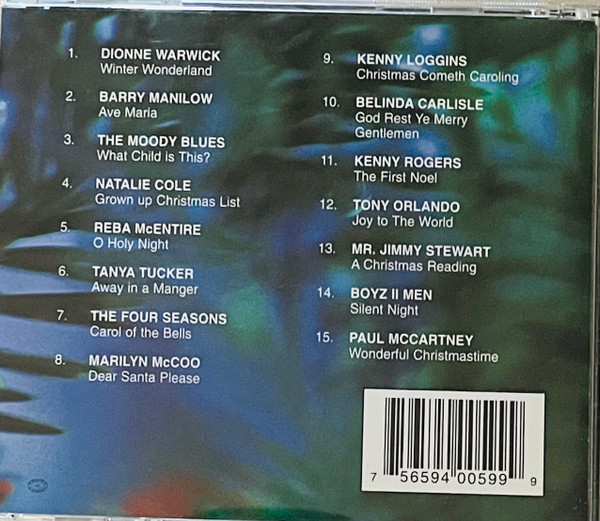 1. DIONNE WARWICK
Winter Wonderland
2. BARRY MANILOW
Ave Maria
3. THE MOODY BLUES
What Child is This?
4. NATALIE COLE
Grown up Christmas List
5. REBA McENTIRE
O Holy Night
6. TANYA TUCKER
Away in a Manger
7. THE FOUR SEASONS
Carol of the Bells
8. MARILYN McCOO
Dear Santa Please
9. KENNY LOGGINS
Christmas Cometh Caroling
10. BELINDA CARLISLE
God Rest Ye Merry
Gentlemen
11. KENNY ROGERS
The First Noel
12. TONY ORLANDO
Joy to The World
13. MR. JIMMY STEWART
A Christmas Reading
14. BOYZ II MEN
Silent Night
15. PAUL MCCARTNEY
Wonderful Christmastime
7 56594 00599 9